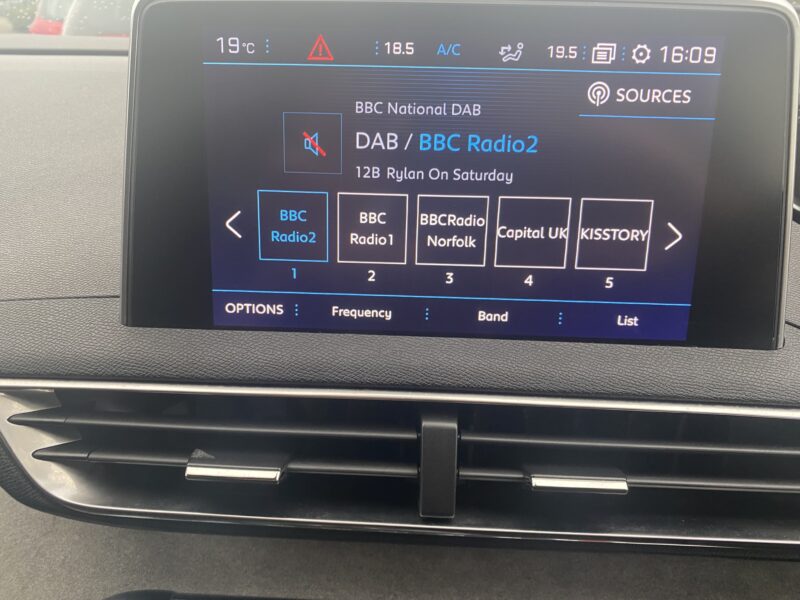 19°C 18.5 A/C 19.5 16:09
SOURCES
BBC National DAB
DAB / BBC Radio2
12B Rylan On Saturday
BBC Radio2
BBC Radio1
BBCRadio Norfolk
Capital UK
KISSTORY
1 2 3 4 5
OPTIONS Frequency Band List